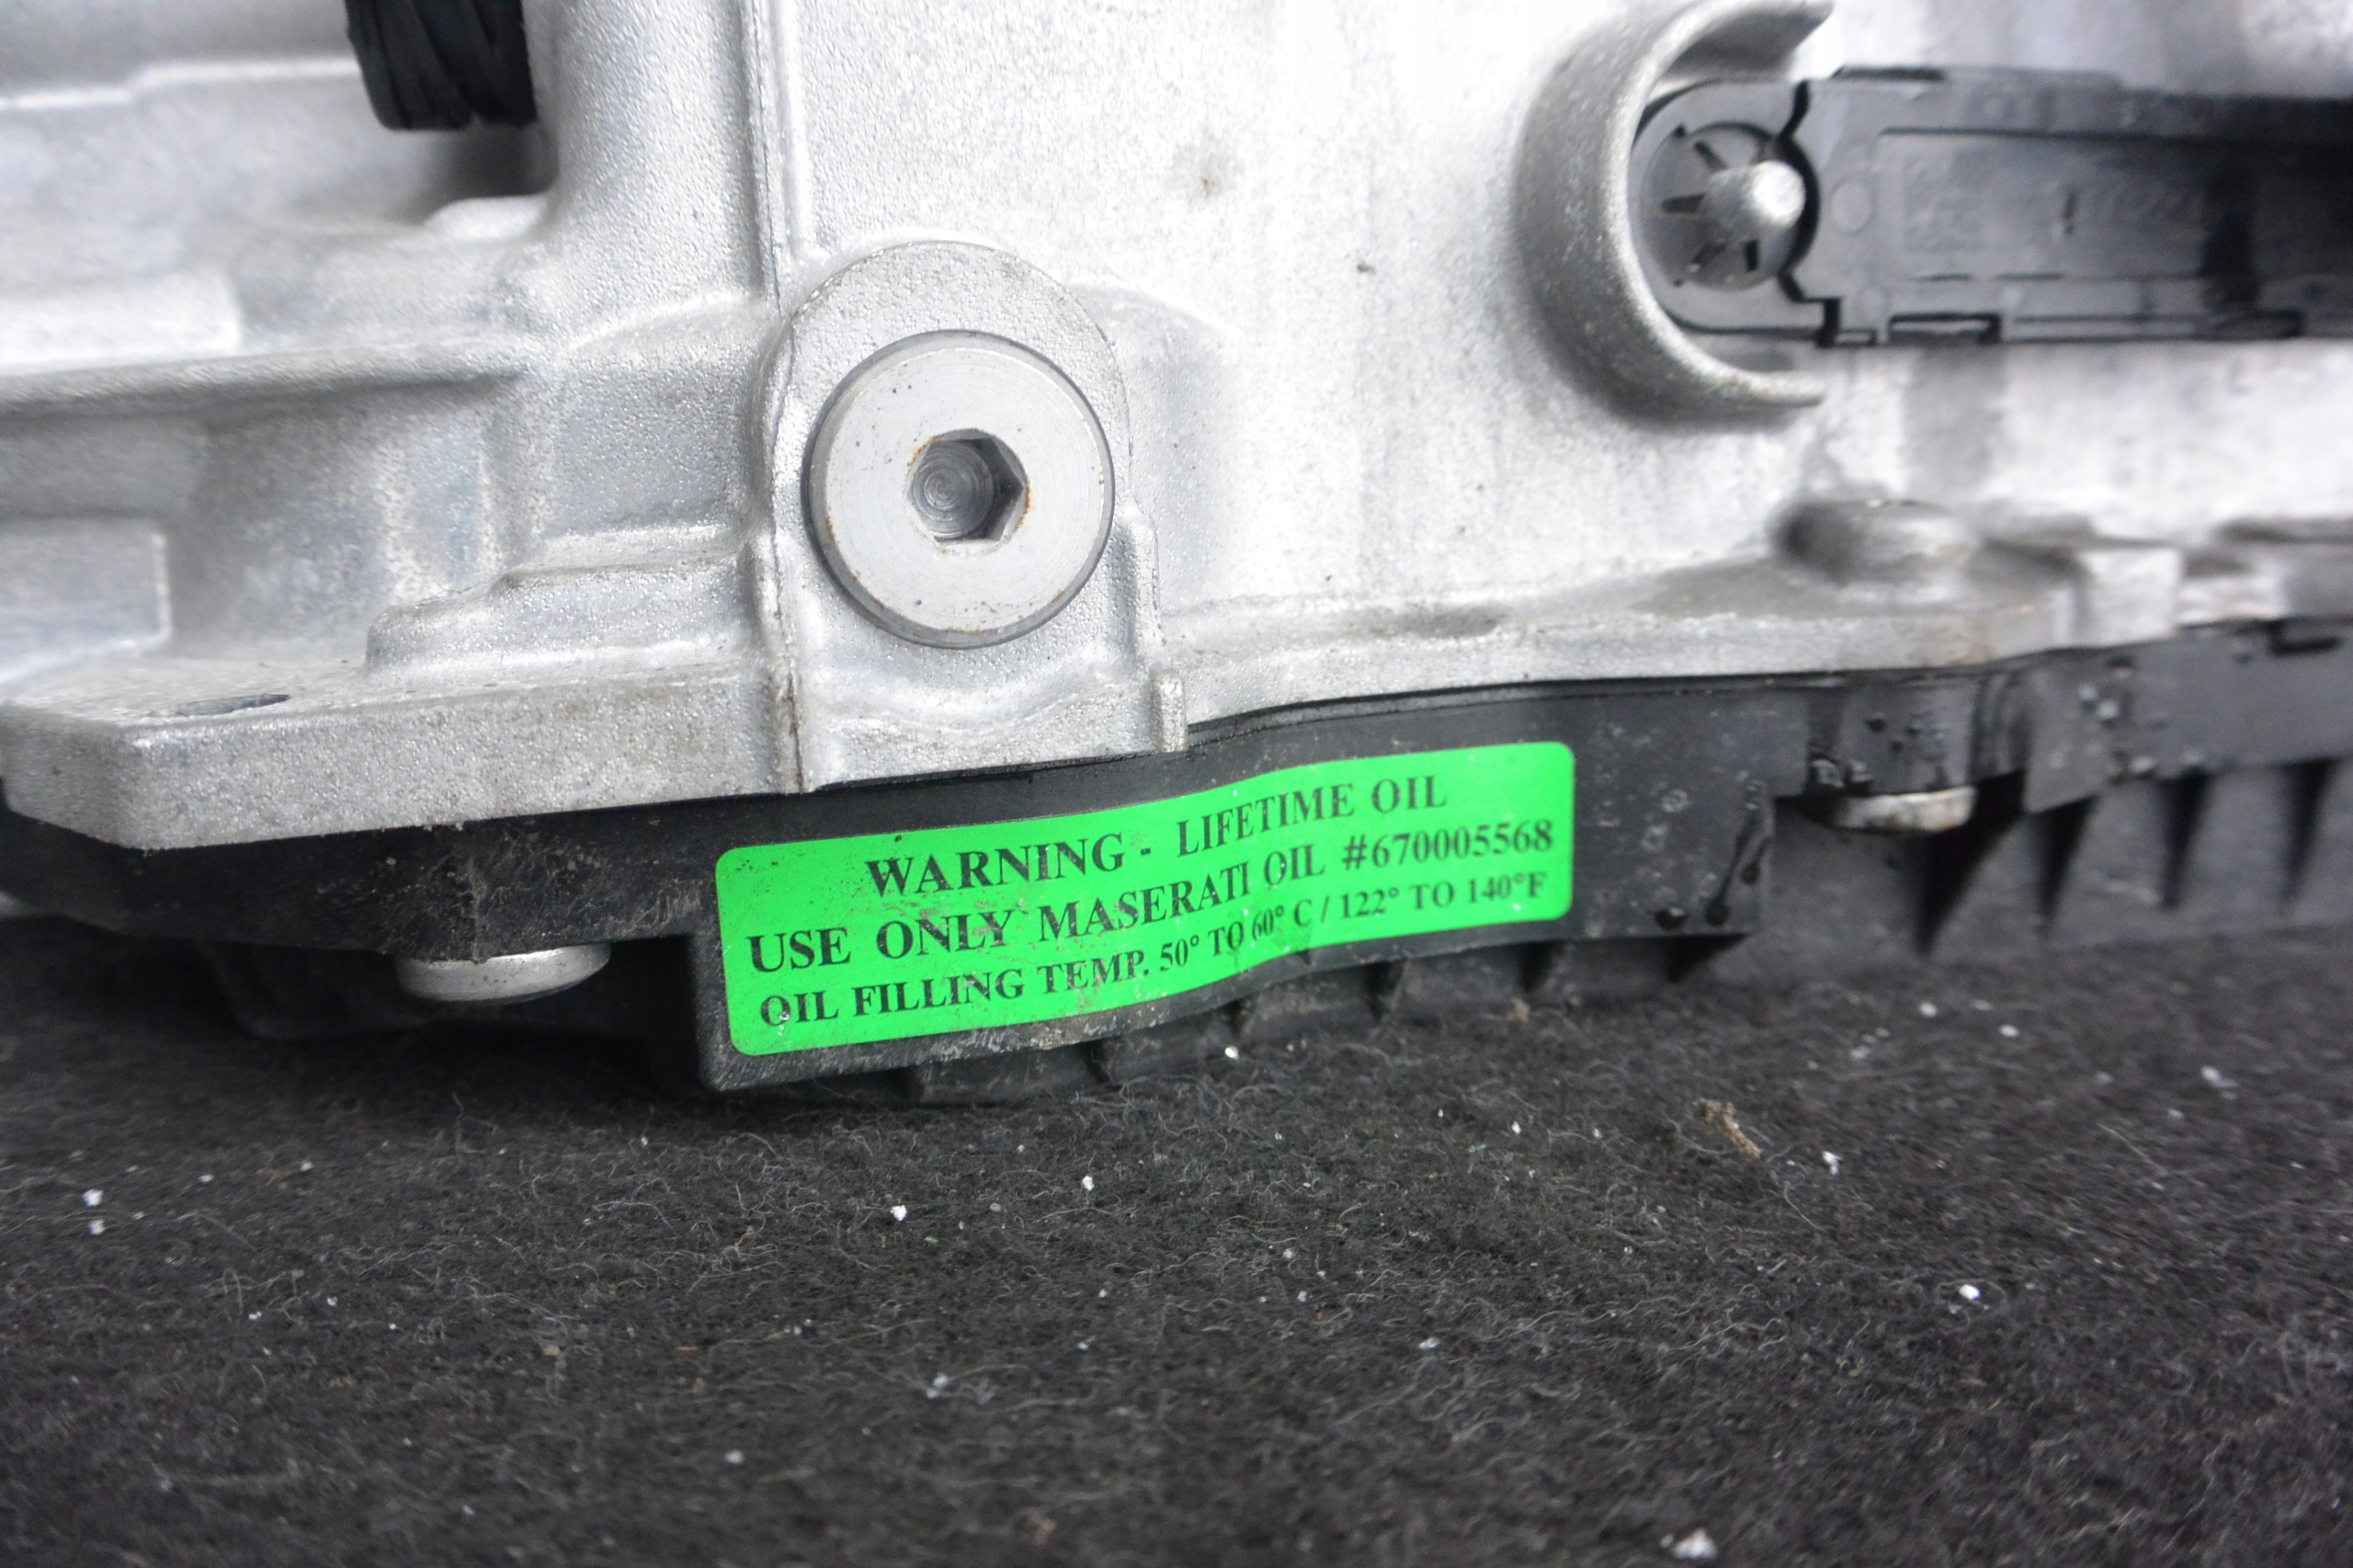 WARNING - LIFETIME OIL
USE ONLY MASERATI OIL #670005568
OIL FILLING TEMP. 50° TO 60° C / 122° TO 140°F